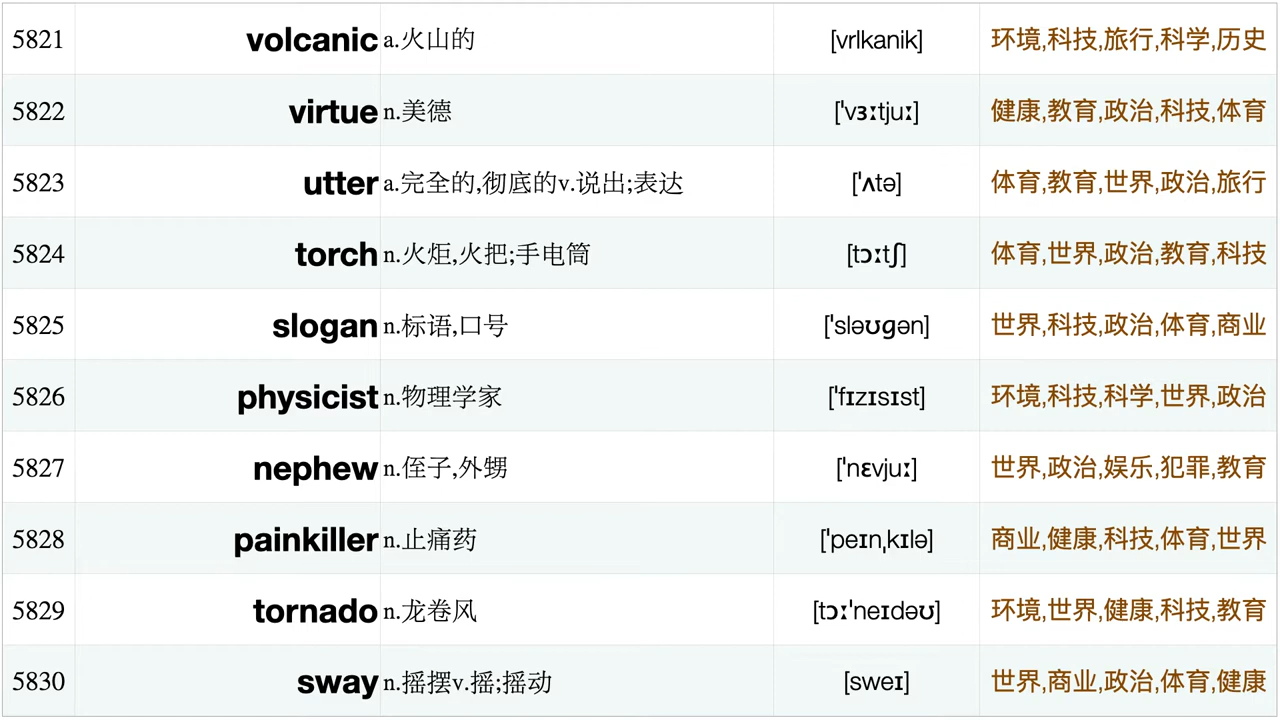 5821 volcanic a.火山的 [vrlkanik] 环境,科技,旅行,科学,历史
5822 virtue n.美德 [ˈvɜːtjuː] 健康,教育,政治,科技,体育
5823 utter a.完全的,彻底的v.说出;表达 [ˈʌtə] 体育,教育,世界,政治,旅行
5824 torch n.火炬,火把;手电筒 [tɔːtʃ] 体育,世界,政治,教育,科技
5825 slogan n.标语,口号 [ˈsləʊɡən] 世界,科技,政治,体育,商业
5826 physicist n.物理学家 [ˈfɪzɪsɪst] 环境,科技,科学,世界,政治
5827 nephew n.侄子,外甥 [ˈnɛvjuː] 世界,政治,娱乐,犯罪,教育
5828 painkiller n.止痛药 [ˈpeɪnˌkɪlə] 商业,健康,科技,体育,世界
5829 tornado n.龙卷风 [tɔːˈneɪdəʊ] 环境,世界,健康,科技,教育
5830 sway n.摇摆v.摇;摇动 [sweɪ] 世界,商业,政治,体育,健康